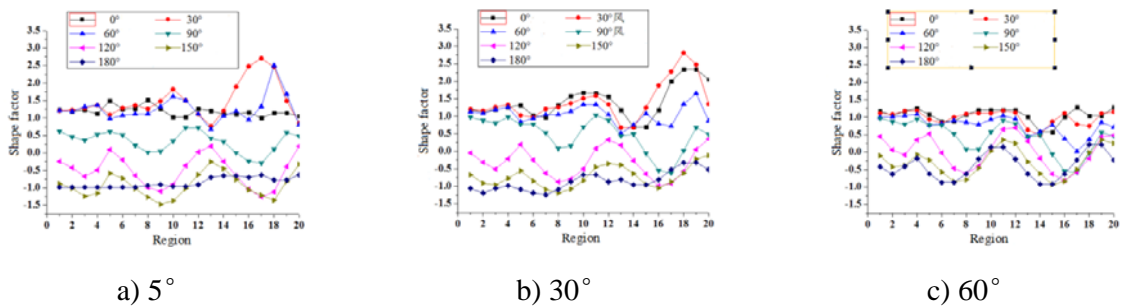 0° 30° 0° 30°风 0° 30°
60° 90° 60° 90°风 60° 90°
120° 150° 120° 150° 120° 150°
180° 180° 180°
Shape factor Shape factor Shape factor
3.5 3.5 3.5
3.0 3.0 3.0
2.5 2.5 2.5
2.0 2.0 2.0
1.5 1.5 1.5
1.0 1.0 1.0
0.5 0.5 0.5
0.0 0.0 0.0
-0.5 -0.5 -0.5
-1.0 -1.0 -1.0
-1.5 -1.5 -1.5
0 2 4 6 8 10 12 14 16 18 20 0 2 4 6 8 10 12 14 16 18 20 0 2 4 6 8 10 12 14 16 18 20
Region Region Region
a) 5° b) 30° c) 60°